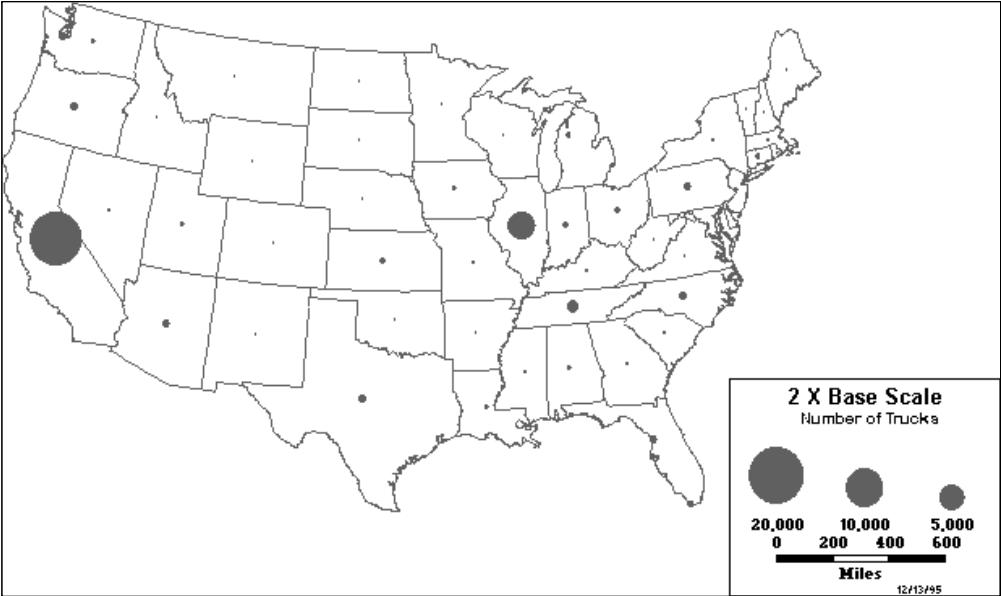 2 X Base Scale
Number of Trucks
20,000 10,000 5,000
0 200 400 600
Miles
12/13/95